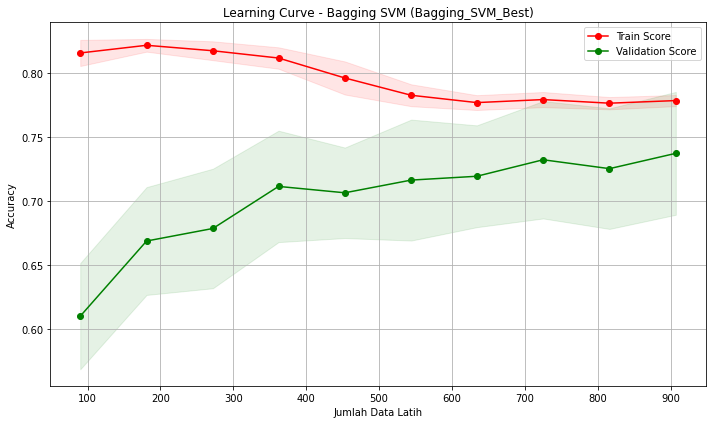 Learning Curve - Bagging SVM (Bagging_SVM_Best)
Train Score
Validation Score
Accuracy
0.80
0.75
0.70
0.65
0.60
100 200 300 400 500 600 700 800 900
Jumlah Data Latih